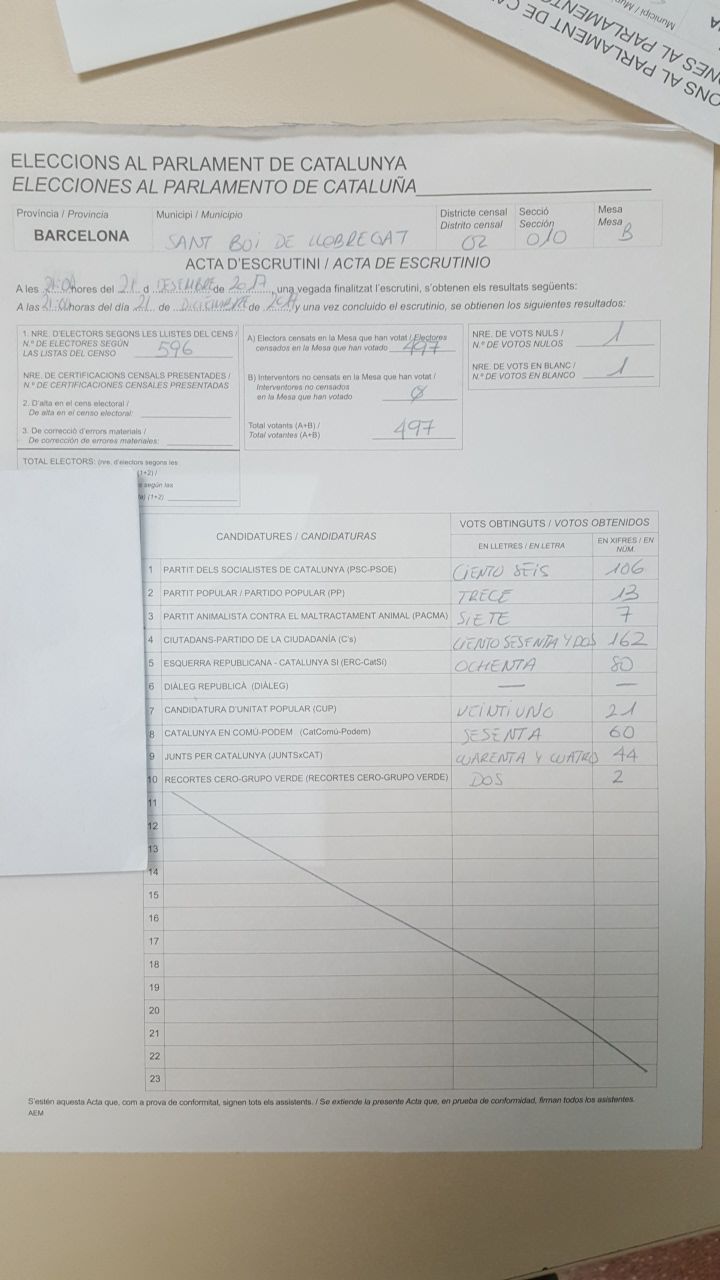 ONS AL PARLAMENT DE CA
NES AL PARLAMENT
Municipi / Mun
ELECCIONS AL PARLAMENT DE CATALUNYA
ELECCIONES AL PARLAMENTO DE CATALUÑA
Província / Provincia
BARCELONA
Municipi / Municipio
SANT BOI DE LLOBREGAT
Districte censal
Distrito censal
02
Secció
Sección
010
Mesa
Mesa
B
ACTA D'ESCRUTINI / ACTA DE ESCRUTINIO
A les 21:00 hores del 21 d DESEMBRE de 2017, una vegada finalitzat l'escrutini, s'obtenen els resultats següents:
A las 21:00 horas del día 21 de DICIEMBRE de 2017 y una vez concluido el escrutinio, se obtienen los siguientes resultados:
1. NRE. D'ELECTORS SEGONS LES LLISTES DEL CENS /
N.º DE ELECTORES SEGÚN
LAS LISTAS DEL CENSO 596
NRE. DE CERTIFICACIONS CENSALS PRESENTADES /
N.º DE CERTIFICACIONES CENSALES PRESENTADAS
2. D'alta en el cens electoral /
De alta en el censo electoral:
3. De correcció d'errors materials /
De corrección de errores materiales:
TOTAL ELECTORS: (nre. d'electors segons les
(1+2) /
s según las
(1+2)
A) Electors censats en la Mesa que han votat / Electores
censados en la Mesa que han votado 497
B) Interventors no censats en la Mesa que han votat /
Interventores no censados
en la Mesa que han votado 0
Total votants (A+B) /
Total votantes (A+B) 497
NRE. DE VOTS NULS /
N.º DE VOTOS NULOS 1
NRE. DE VOTS EN BLANC /
N.º DE VOTOS EN BLANCO 1
CANDIDATURES / CANDIDATURAS
VOTS OBTINGUTS / VOTOS OBTENIDOS
EN LLETRES / EN LETRA
EN XIFRES / EN NÚM.
1 PARTIT DELS SOCIALISTES DE CATALUNYA (PSC-PSOE) CIENTO SEIS 106
2 PARTIT POPULAR / PARTIDO POPULAR (PP) TRECE 13
3 PARTIT ANIMALISTA CONTRA EL MALTRACTAMENT ANIMAL (PACMA) SIETE 7
4 CIUTADANS-PARTIDO DE LA CIUDADANÍA (C's) CIENTO SESENTA Y DOS 162
5 ESQUERRA REPUBLICANA - CATALUNYA SÍ (ERC-CatSí) OCHENTA 80
6 DIÀLEG REPUBLICÀ (DIÀLEG) — —
7 CANDIDATURA D'UNITAT POPULAR (CUP) VEINTIUNO 21
8 CATALUNYA EN COMÚ-PODEM (CatComú-Podem) SESENTA 60
9 JUNTS PER CATALUNYA (JUNTSxCAT) CUARENTA Y CUATRO 44
10 RECORTES CERO-GRUPO VERDE (RECORTES CERO-GRUPO VERDE) DOS 2
11
12
13
14
15
16
17
18
19
20
21
22
23
S'estén aquesta Acta que, com a prova de conformitat, signen tots els assistents. / Se extiende la presente Acta que, en prueba de conformidad, firman todos los asistentes.
AEM